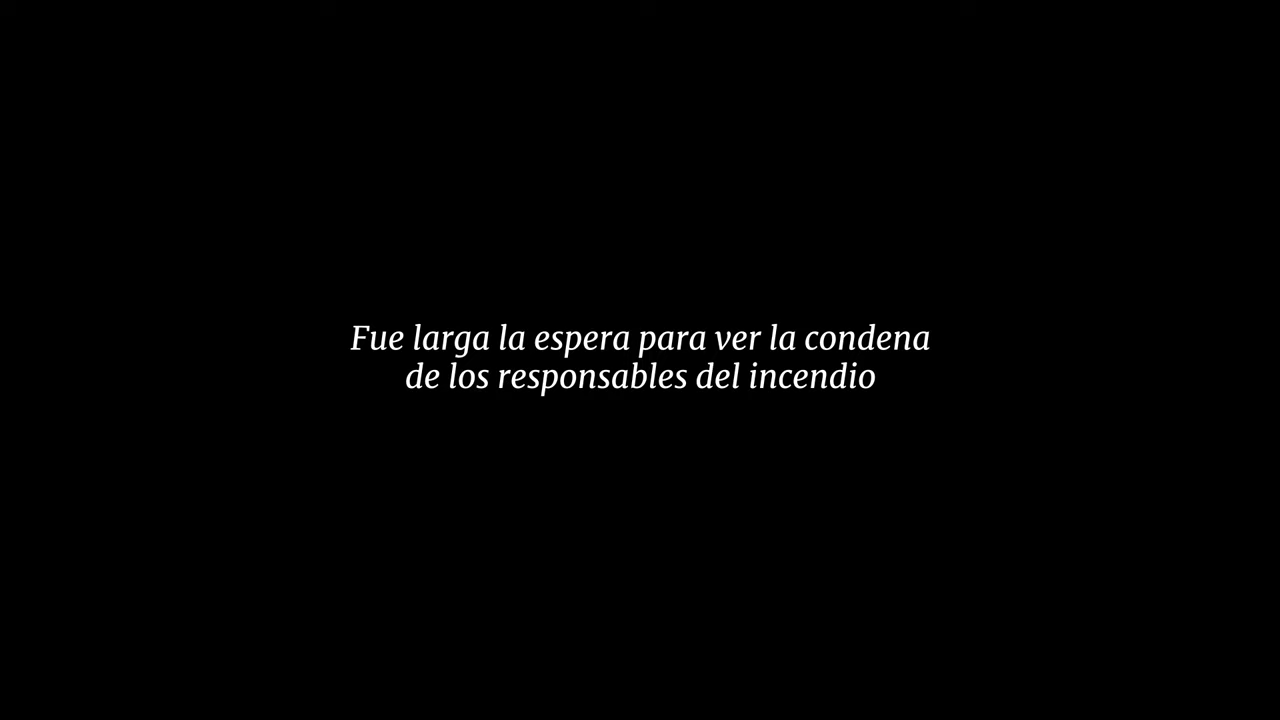 Fue larga la espera para ver la condena
de los responsables del incendio